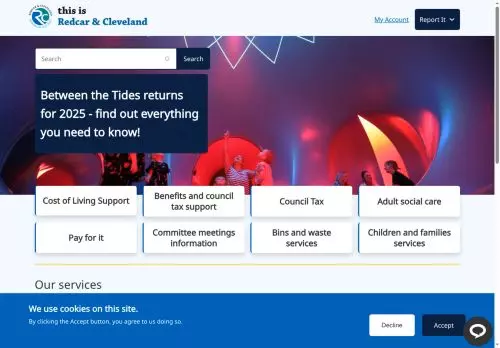 this is
Redcar & Cleveland
My Account
Report It
Search
Search
Between the Tides returns
for 2025 - find out everything
you need to know!
Cost of Living Support
Benefits and council
tax support
Council Tax
Adult social care
Pay for it
Committee meetings
information
Bins and waste
services
Children and families
services
Our services
We use cookies on this site.
By clicking the Accept button, you agree to us doing so.
Decline
Accept